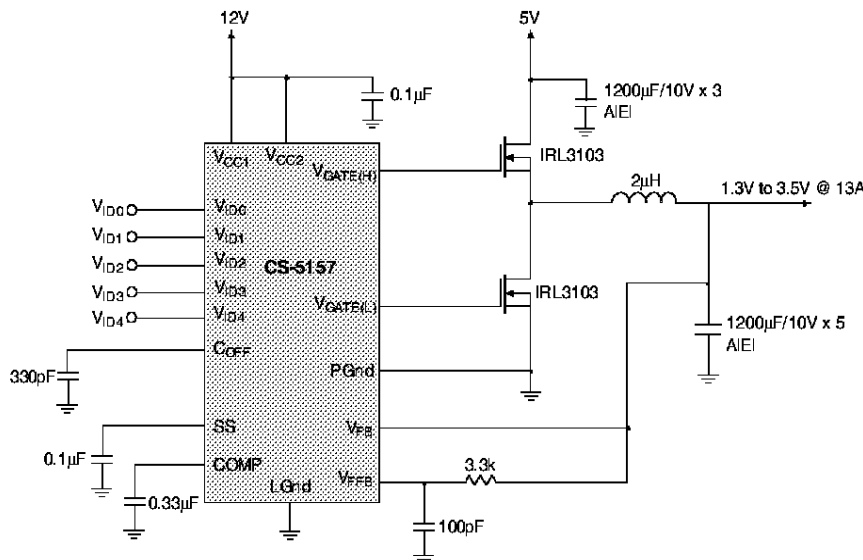 12V
5V
0.1μF
1200μF/10V x 3
AlEl
VCC1
VCC2
VGATE(H)
IRL3103
2μH
1.3V to 3.5V @ 13A
VID0
VID0
VID1
VID1
VID2
VID2
CS-5157
VID3
VID3
VID4
VID4
VGATE(L)
IRL3103
1200μF/10V x 5
AlEl
COFF
330pF
PGnd
SS
VFB
0.1μF
COMP
VFFB
3.3k
0.33μF
LGnd
100pF